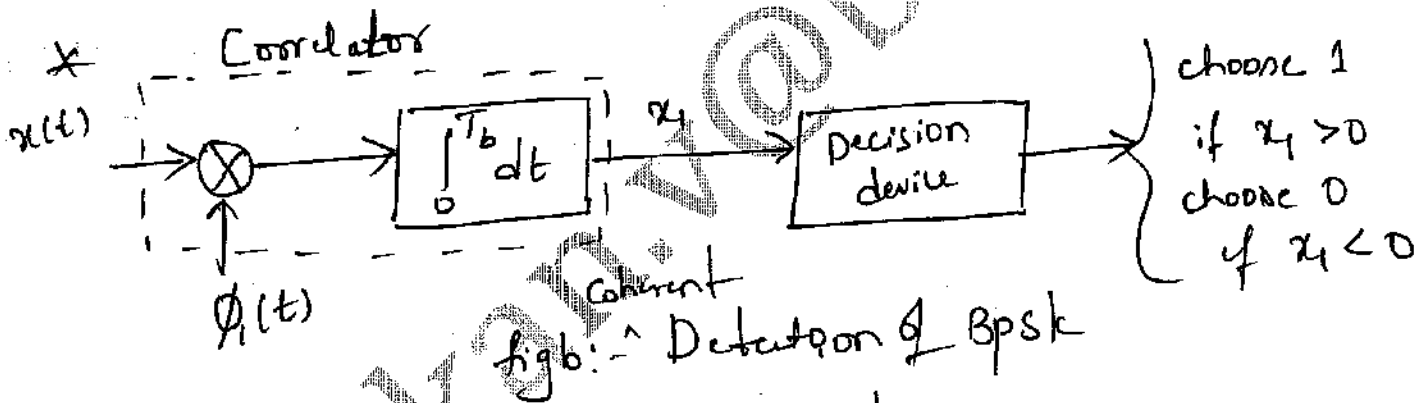 * Correlator
x(t)
∫₀^{T_b} dt
x₁
Decision
device
choose 1
if x₁ > 0
choose 0
if x₁ < 0
φ₁(t)
coherent
fig b:- ^ Detection of Bpsk